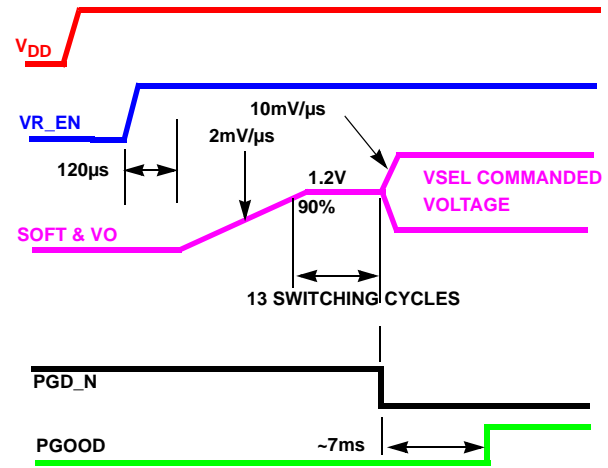 VDD
VR_EN
10mV/µs
2mV/µs
120µs
1.2V
90%
VSEL COMMANDED
VOLTAGE
SOFT & VO
13 SWITCHING CYCLES
PGD_N
PGOOD
~7ms